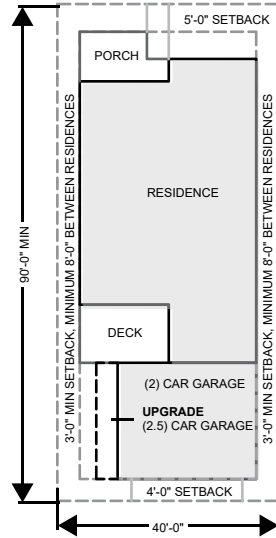 5'-0" SETBACK
PORCH
90'-0" MIN
3'-0" MIN SETBACK, MINIMUM 8'-0" BETWEEN RESIDENCES
RESIDENCE
3'-0" MIN SETBACK, MINIMUM 8'-0" BETWEEN RESIDENCES
DECK
(2) CAR GARAGE
UPGRADE
(2.5) CAR GARAGE
4'-0" SETBACK
40'-0"